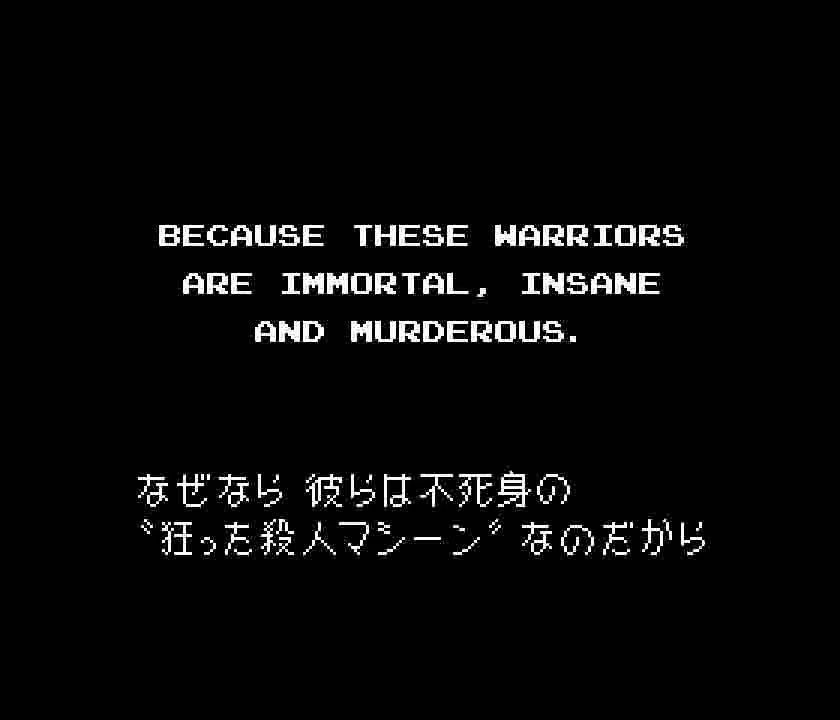 BECAUSE THESE WARRIORS
ARE IMMORTAL, INSANE
AND MURDEROUS.
なぜなら 彼らは不死身の
〝狂った殺人マシーン〞なのだから